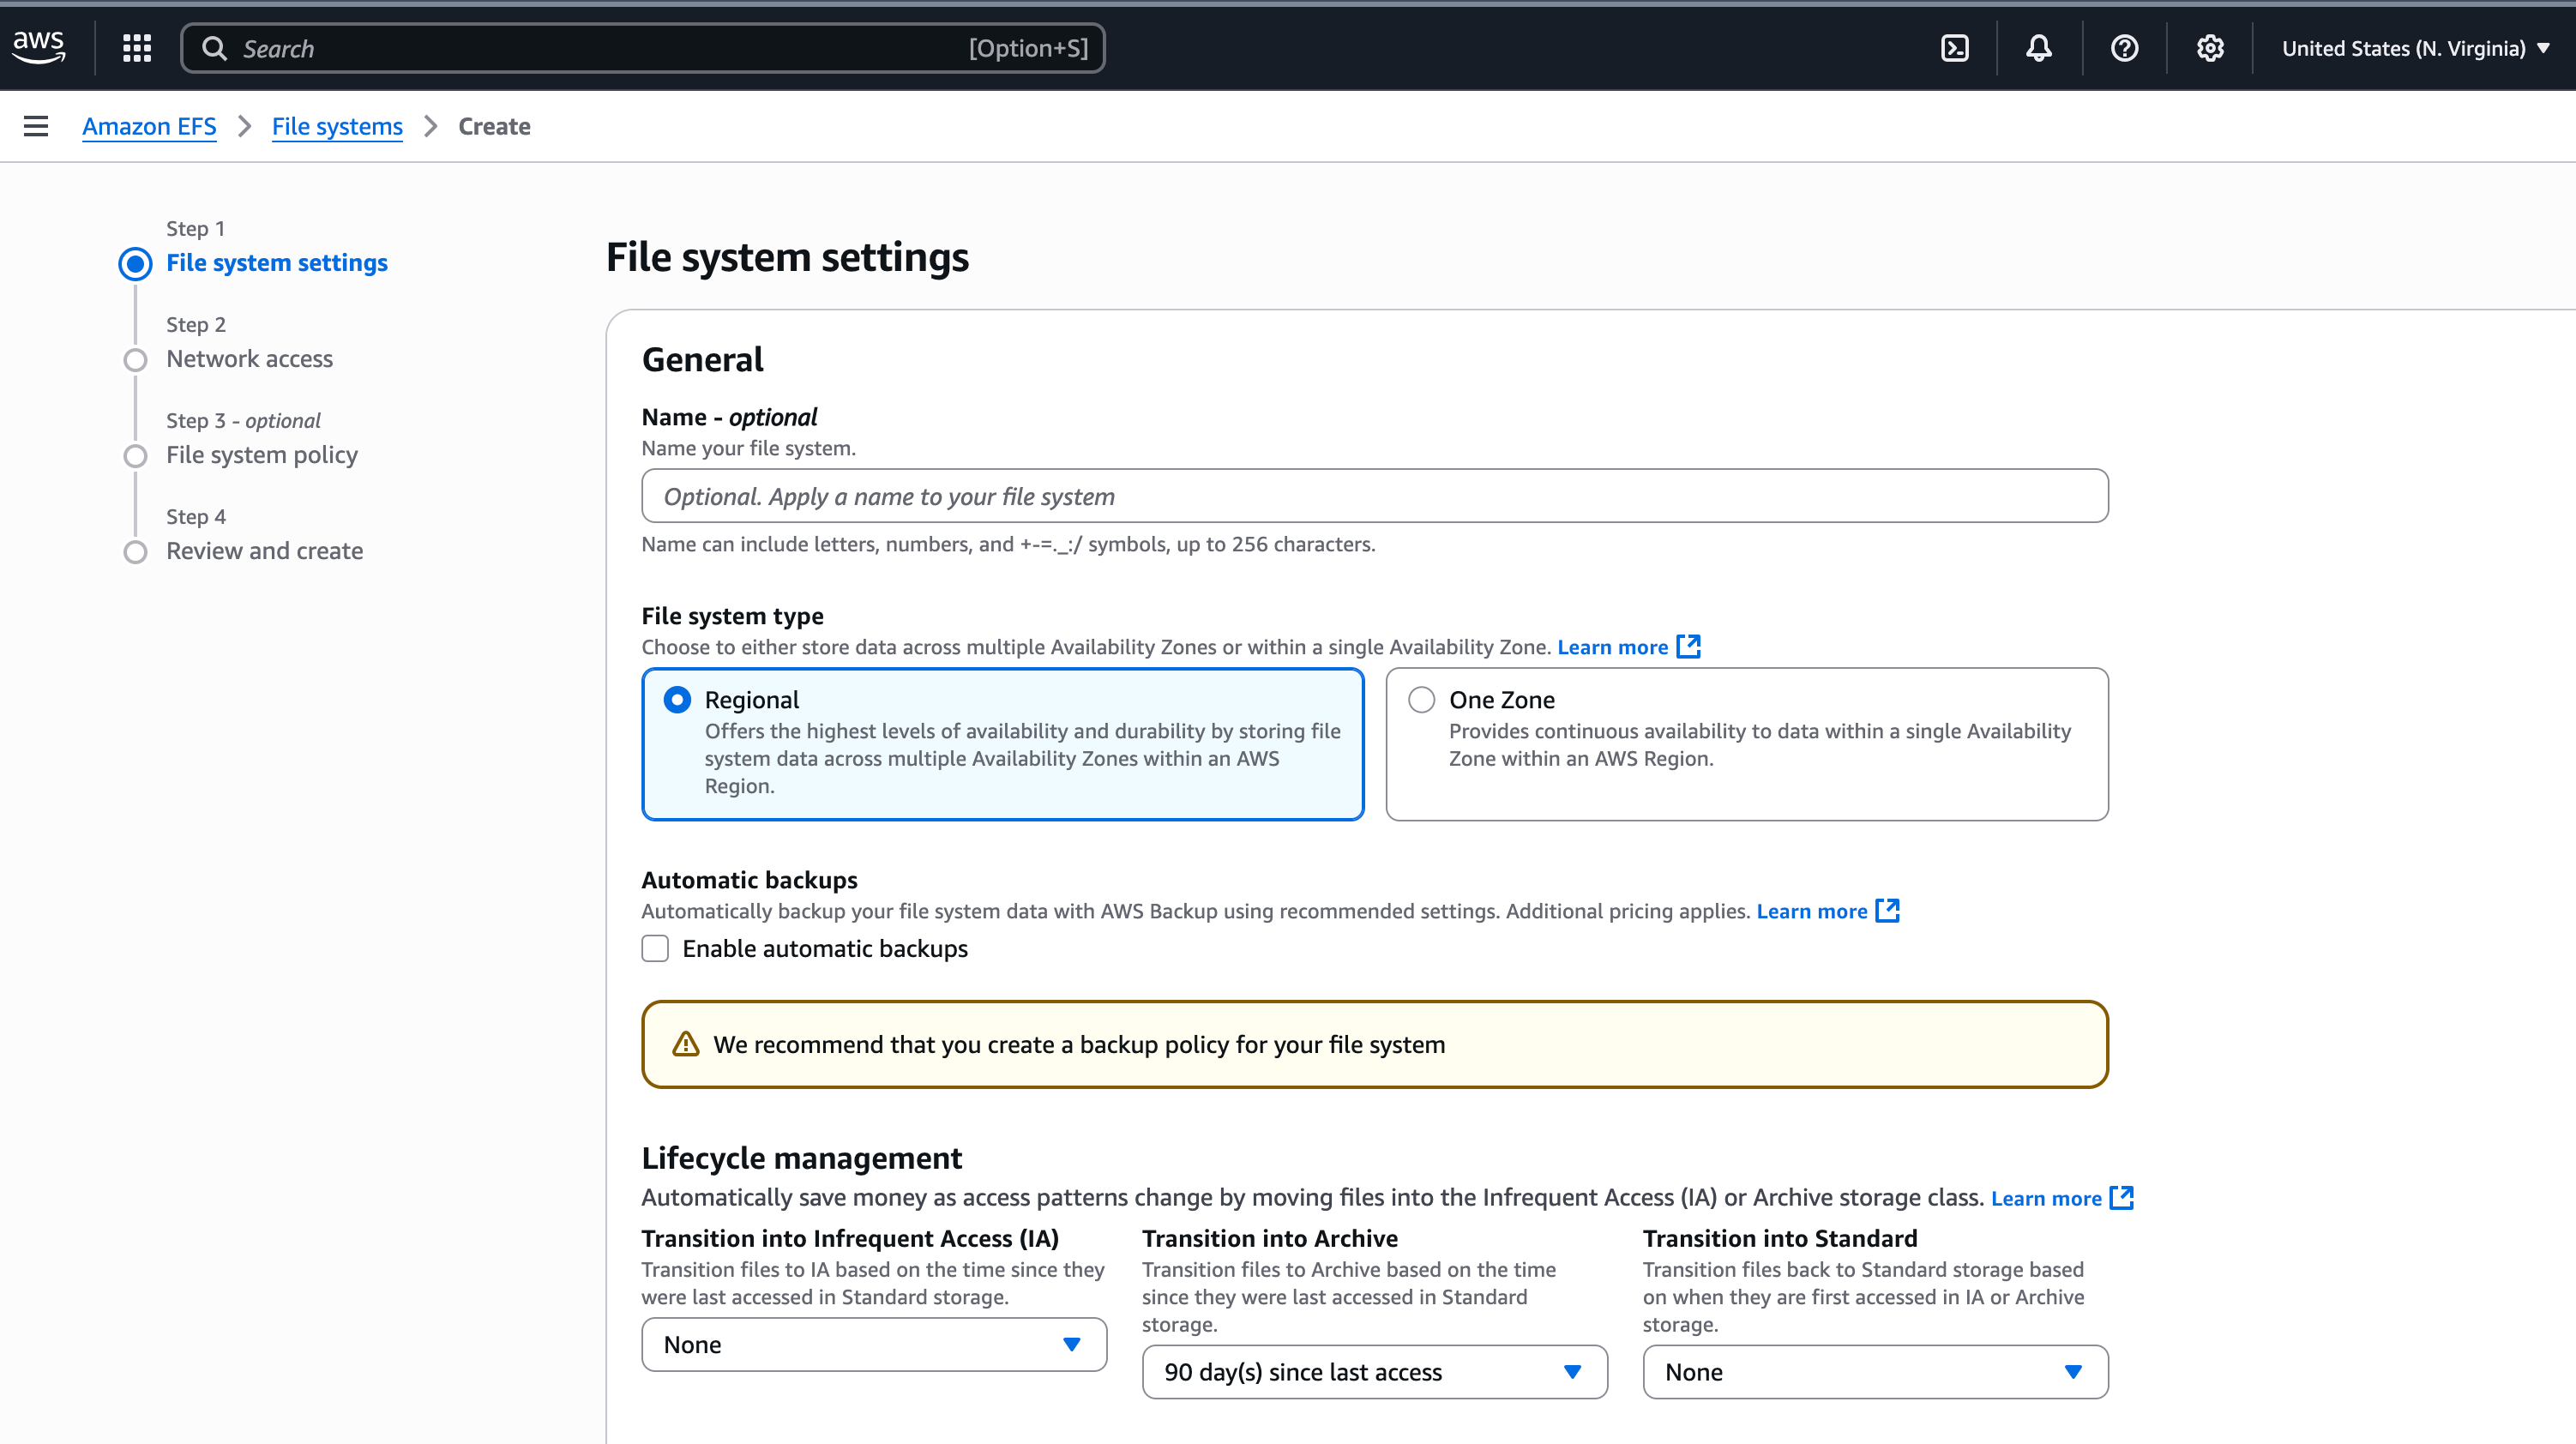 aws
Search [Option+S]
United States (N. Virginia)
Amazon EFS
File systems
Create
Step 1
File system settings
Step 2
Network access
Step 3 - optional
File system policy
Step 4
Review and create
File system settings
General
Name - optional
Name your file system.
Optional. Apply a name to your file system
Name can include letters, numbers, and +-=._:/ symbols, up to 256 characters.
File system type
Choose to either store data across multiple Availability Zones or within a single Availability Zone. Learn more
Regional
Offers the highest levels of availability and durability by storing file
system data across multiple Availability Zones within an AWS
Region.
One Zone
Provides continuous availability to data within a single Availability
Zone within an AWS Region.
Automatic backups
Automatically backup your file system data with AWS Backup using recommended settings. Additional pricing applies. Learn more
Enable automatic backups
We recommend that you create a backup policy for your file system
Lifecycle management
Automatically save money as access patterns change by moving files into the Infrequent Access (IA) or Archive storage class. Learn more
Transition into Infrequent Access (IA)
Transition files to IA based on the time since they
were last accessed in Standard storage.
None
Transition into Archive
Transition files to Archive based on the time
since they were last accessed in Standard
storage.
90 day(s) since last access
Transition into Standard
Transition files back to Standard storage based
on when they are first accessed in IA or Archive
storage.
None